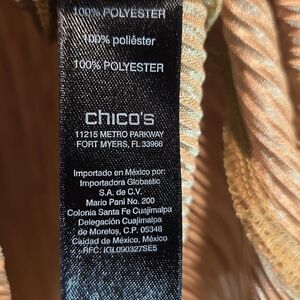 100% POLYESTER
100% poliéster
100% POLYESTER
chico's
11215 METRO PARKWAY
FORT MYERS, FL 33966
Importado en México por:
Importadora Globastic
S.A. de C.V.
Mario Pani No. 200
Colonia Santa Fe Cuajimalpa
Delegación Cuajimalpa
de Morelos, C.P. 05348
Ciudad de México, México
RFC: IGL090327SE5